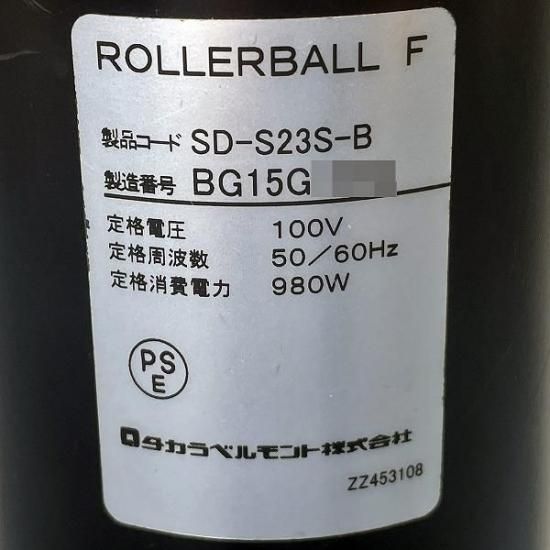 ROLLERBALL F
製品コード SD-S23S-B
製造番号 BG15G
定格電圧 100V
定格周波数 50/60Hz
定格消費電力 980W
PS
E
タカラベルモント株式会社
ZZ453108